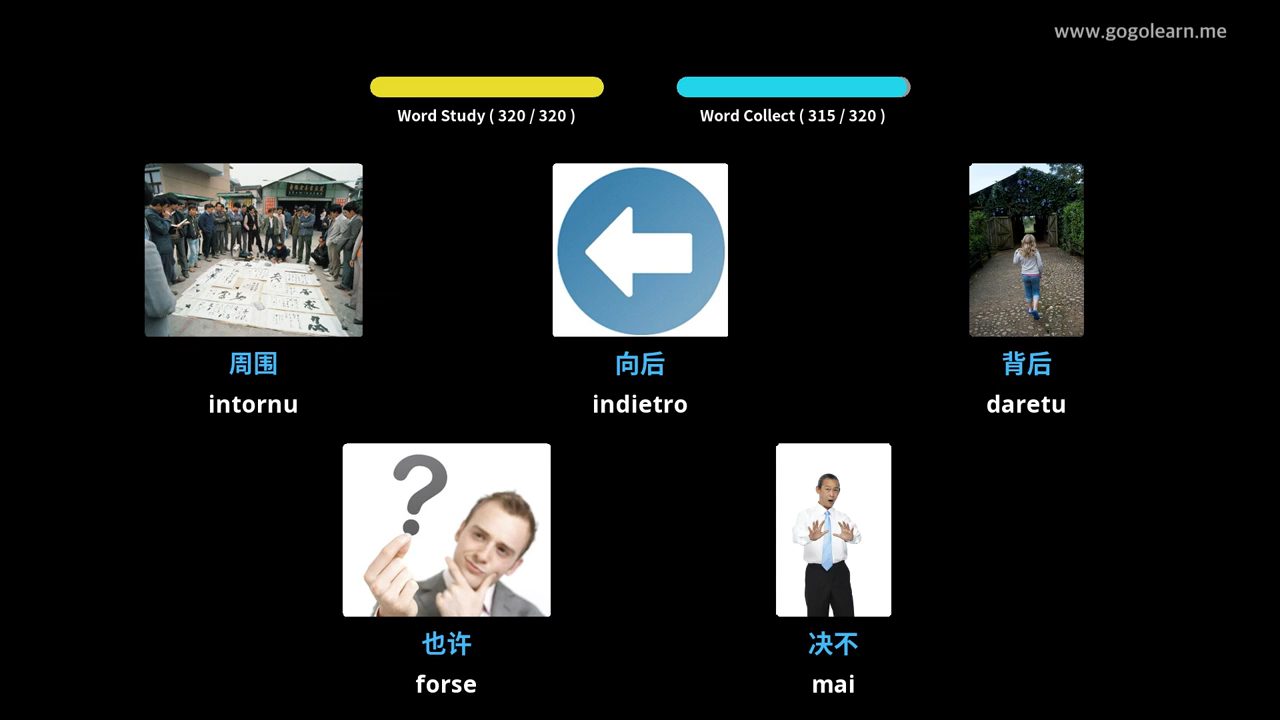 www.gogolearn.me
Word Study ( 320 / 320 )
Word Collect ( 315 / 320 )
周围
向后
背后
intornu
indietro
daretu
?
也许
决不
forse
mai